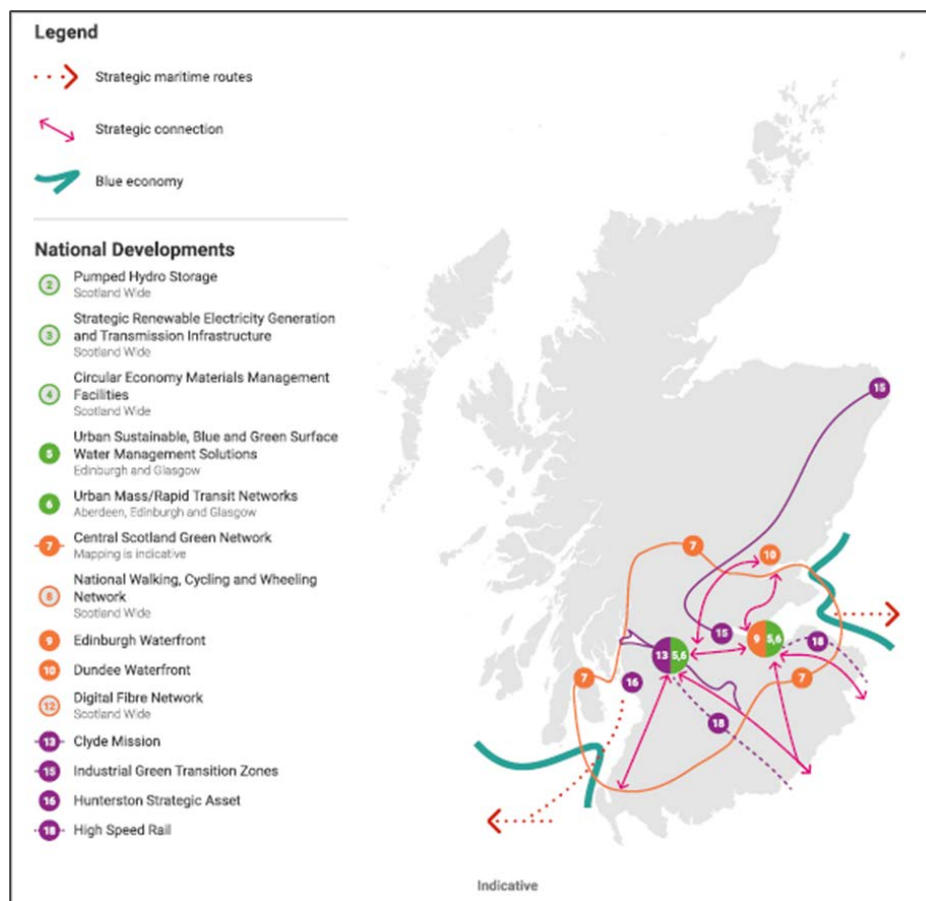 Legend
Strategic maritime routes
Strategic connection
Blue economy
National Developments
2
Pumped Hydro Storage
Scotland Wide
3
Strategic Renewable Electricity Generation
and Transmission Infrastructure
Scotland Wide
4
Circular Economy Materials Management
Facilities
Scotland Wide
5
Urban Sustainable, Blue and Green Surface
Water Management Solutions
Edinburgh and Glasgow
6
Urban Mass/Rapid Transit Networks
Aberdeen, Edinburgh and Glasgow
7
Central Scotland Green Network
Mapping is indicative
8
National Walking, Cycling and Wheeling
Network
Scotland Wide
9
Edinburgh Waterfront
10
Dundee Waterfront
12
Digital Fibre Network
Scotland Wide
13
Clyde Mission
15
Industrial Green Transition Zones
16
Hunterston Strategic Asset
18
High Speed Rail
15
7
10
15
9 5,6
18
13 5,6
7
16
7
18
Indicative